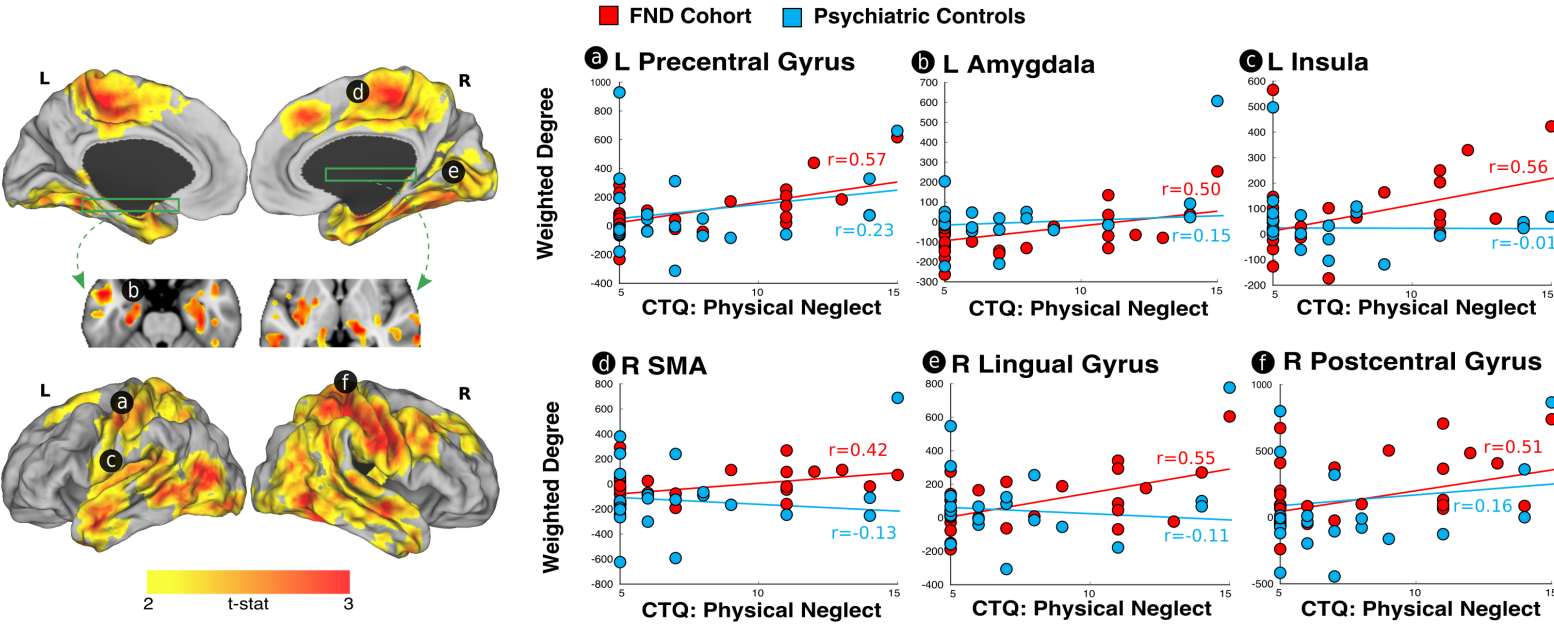 FND Cohort Psychiatric Controls
L R
d
e
b
L R
a f
c
2 t-stat 3
a L Precentral Gyrus
Weighted Degree
1000
800
600
400
200
0
-200
-400
r=0.57
r=0.23
5 10 15
CTQ: Physical Neglect
b L Amygdala
700
600
500
400
300
200
100
0
-100
-200
-300
r=0.50
r=0.15
5 10 15
CTQ: Physical Neglect
c L Insula
600
500
400
300
200
100
0
-100
-200
r=0.56
r=-0.01
5 10 15
CTQ: Physical Neglect
d R SMA
Weighted Degree
800
600
400
200
0
-200
-400
-600
-800
r=0.42
r=-0.13
5 10 15
CTQ: Physical Neglect
e R Lingual Gyrus
800
600
400
200
0
-200
-400
r=0.55
r=-0.11
5 10 15
CTQ: Physical Neglect
f R Postcentral Gyrus
1000
500
0
-500
r=0.51
r=0.16
5 10 15
CTQ: Physical Neglect